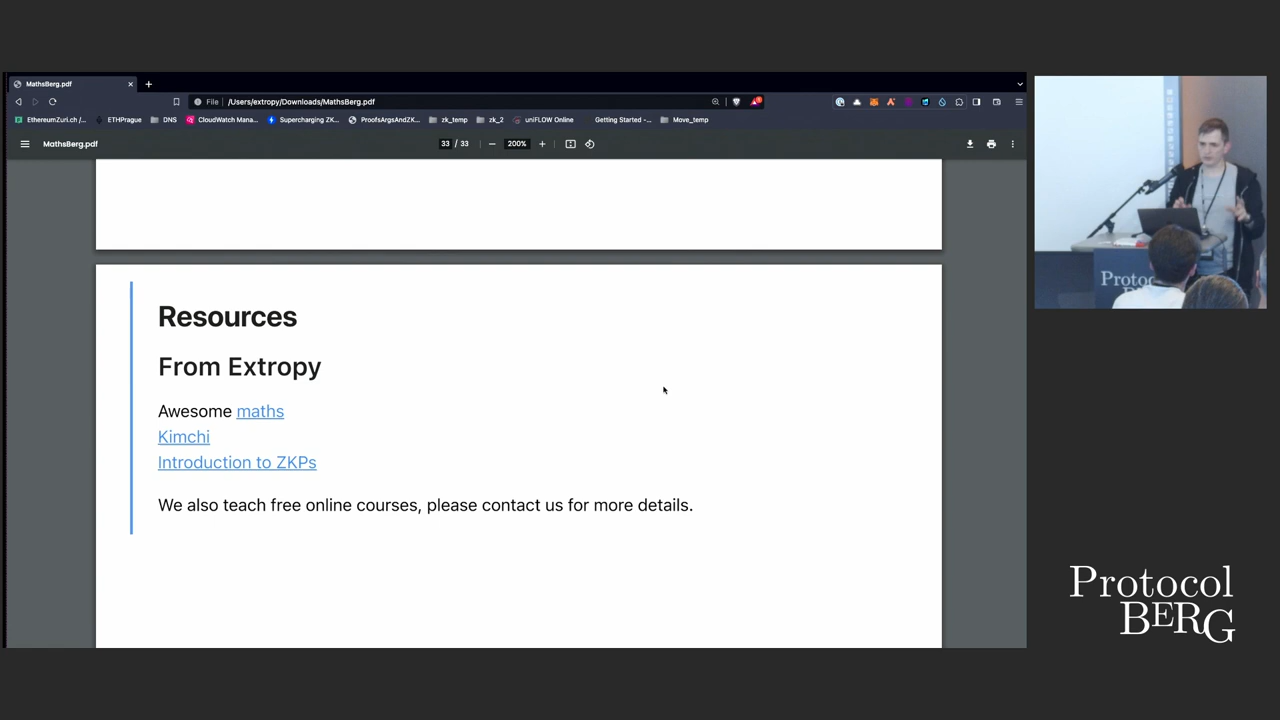 MathsBerg.pdf
File
/Users/extropy/Downloads/MathsBerg.pdf
EthereumZuri.ch /...
ETHPrague
DNS
CloudWatch Mana...
Supercharging ZK...
ProofsArgsAndZK...
zk_temp
zk_2
uniFLOW Online
Getting Started -...
Move_temp
MathsBerg.pdf
33 / 33
200%
Resources
From Extropy
Awesome maths
Kimchi
Introduction to ZKPs
We also teach free online courses, please contact us for more details.
Protoc
Protocol
BERG